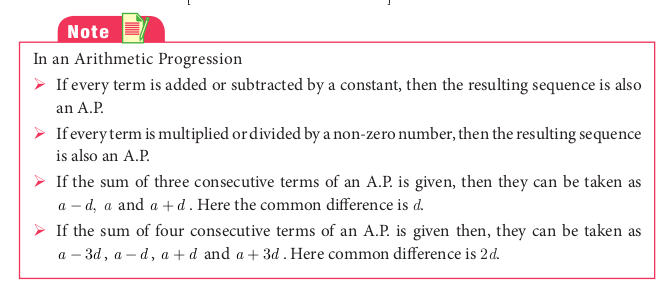 Note
In an Arithmetic Progression
➢ If every term is added or subtracted by a constant, then the resulting sequence is also
an A.P.
➢ If every term is multiplied or divided by a non-zero number, then the resulting sequence
is also an A.P.
➢ If the sum of three consecutive terms of an A.P. is given, then they can be taken as
a − d, a and a + d . Here the common difference is d.
➢ If the sum of four consecutive terms of an A.P. is given then, they can be taken as
a − 3d , a − d , a + d and a + 3d . Here common difference is 2d.